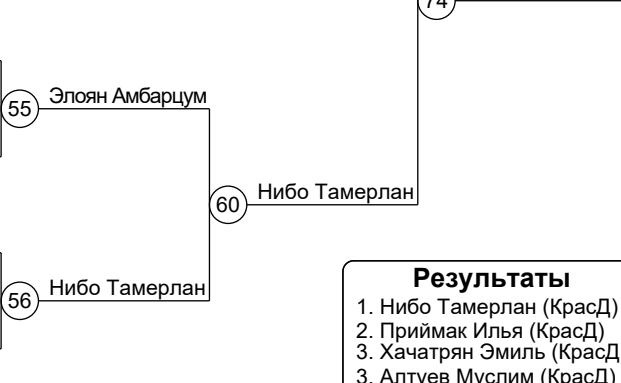 74
55 Элоян Амбарцум
60 Нибо Тамерлан
56 Нибо Тамерлан
Результаты
1. Нибо Тамерлан (КрасД)
2. Приймак Илья (КрасД)
3. Хачатрян Эмиль (КрасД
3. Алтуев Муслим (КрасД)